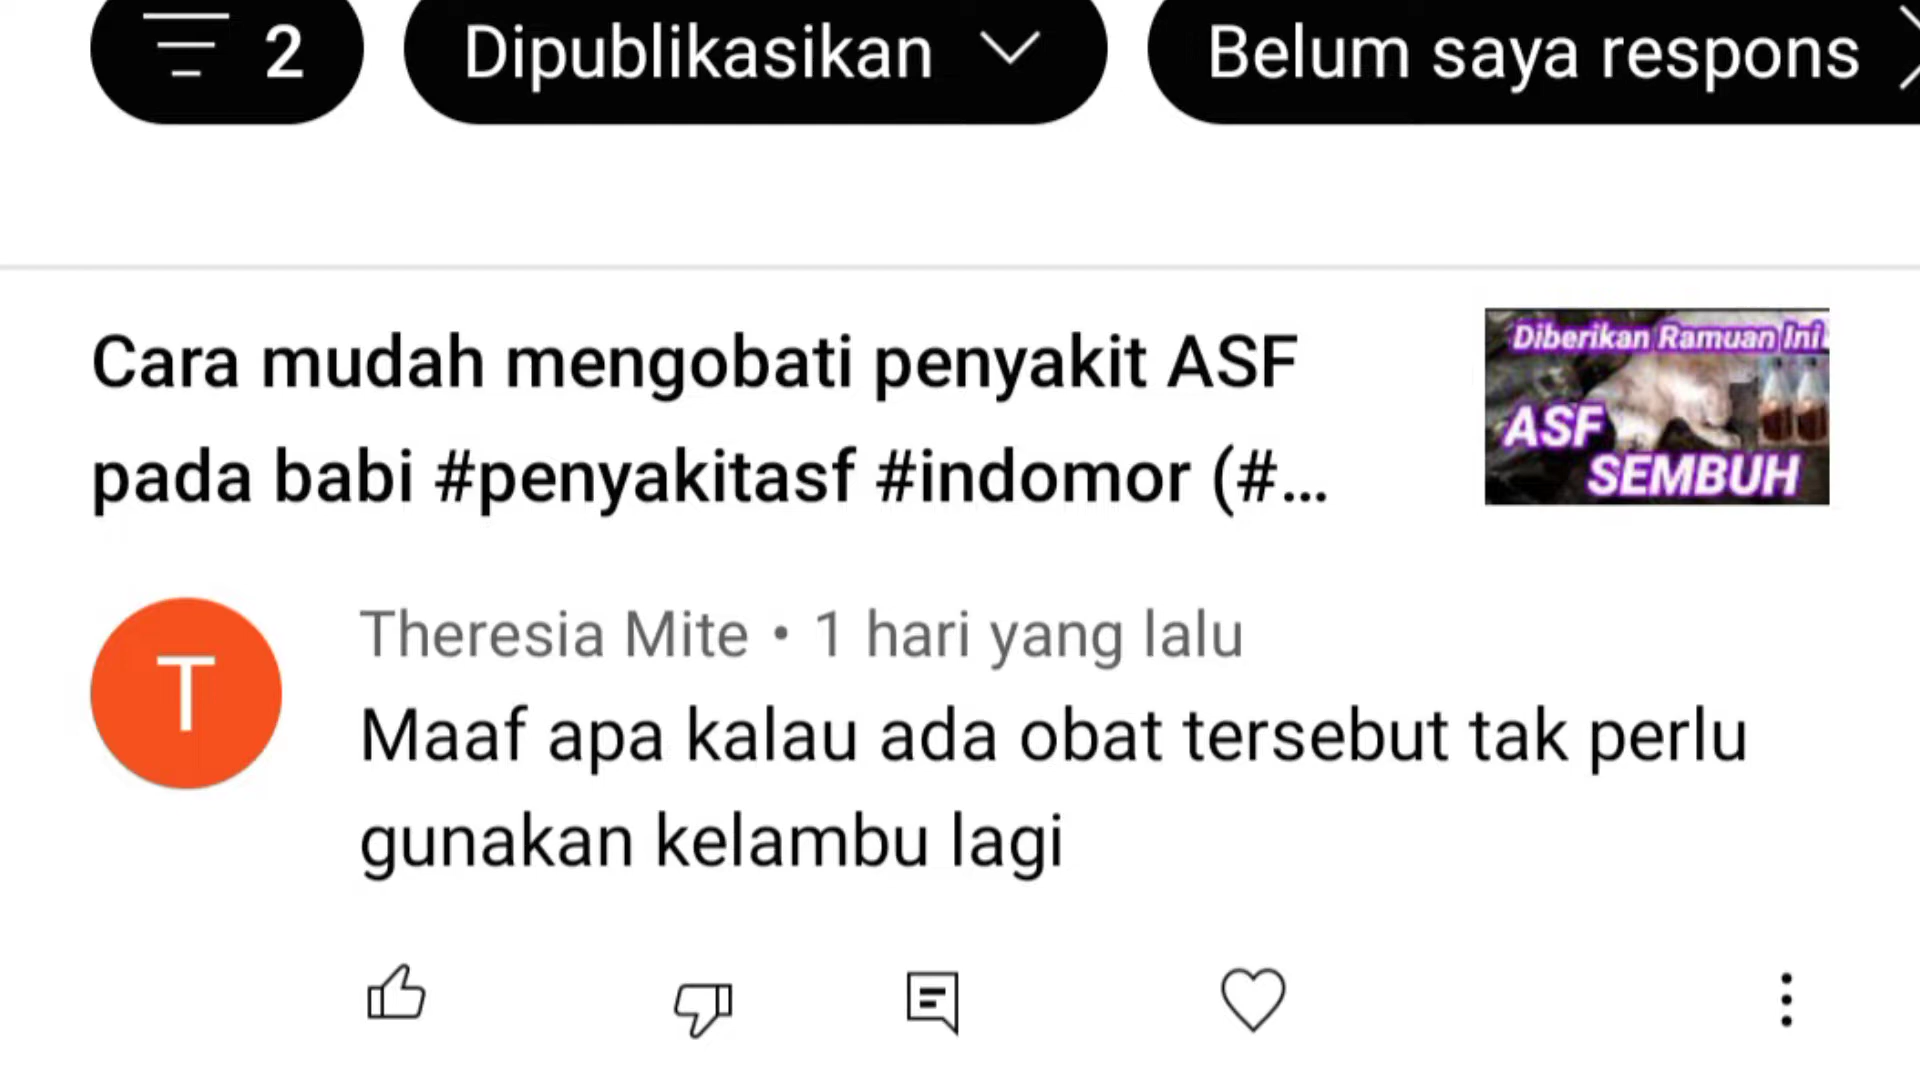 2
Dipublikasikan
Belum saya respons
Cara mudah mengobati penyakit ASF
pada babi #penyakitasf #indomor (#...
Diberikan Ramuan Ini
ASF
SEMBUH
T
Theresia Mite • 1 hari yang lalu
Maaf apa kalau ada obat tersebut tak perlu
gunakan kelambu lagi